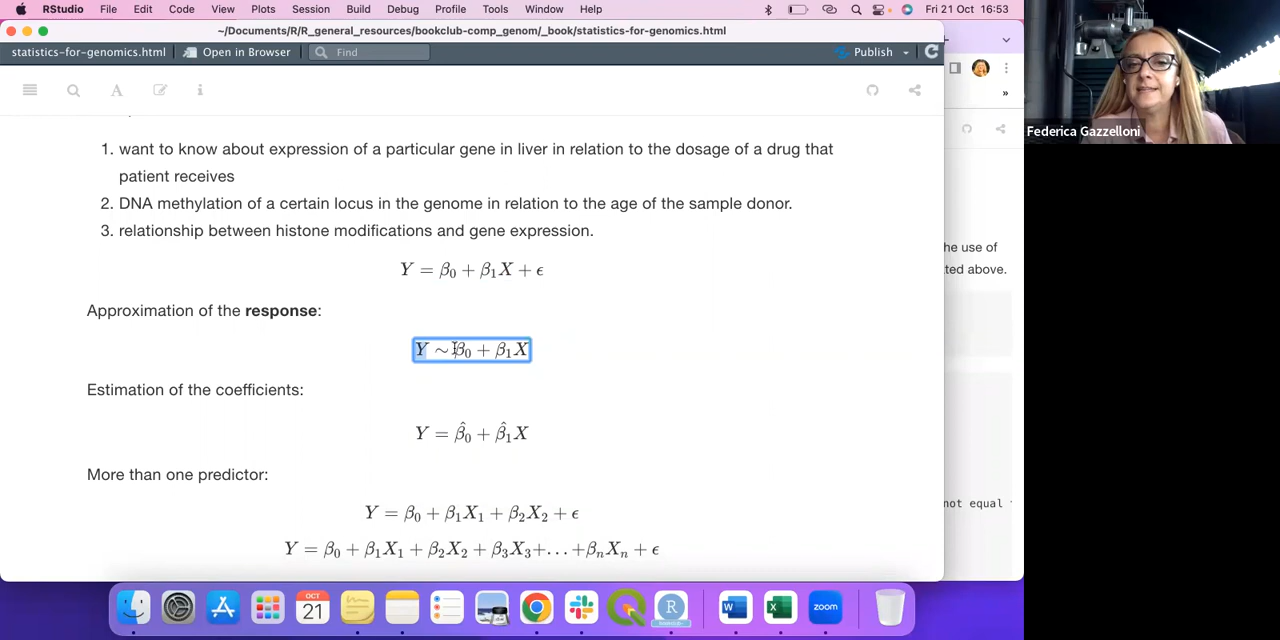 RStudio File Edit Code View Plots Session Build Debug Profile Tools Window Help Fri 21 Oct 16:53
~/Documents/R/R_general_resources/bookclub-comp_genom/_book/statistics-for-genomics.html
statistics-for-genomics.html Open in Browser Find Publish
A i
1. want to know about expression of a particular gene in liver in relation to the dosage of a drug that
patient receives
2. DNA methylation of a certain locus in the genome in relation to the age of the sample donor.
3. relationship between histone modifications and gene expression.
Y = β₀ + β₁X + ϵ
Approximation of the response:
Y ∼ β₀ + β₁X
Estimation of the coefficients:
Y = β̂₀ + β̂₁X
More than one predictor:
Y = β₀ + β₁X₁ + β₂X₂ + ϵ
Y = β₀ + β₁X₁ + β₂X₂ + β₃X₃+. . . +βₙXₙ + ϵ
he use of
ted above.
not equal
Federica Gazzelloni
OCT
21
R
W
X
zoom